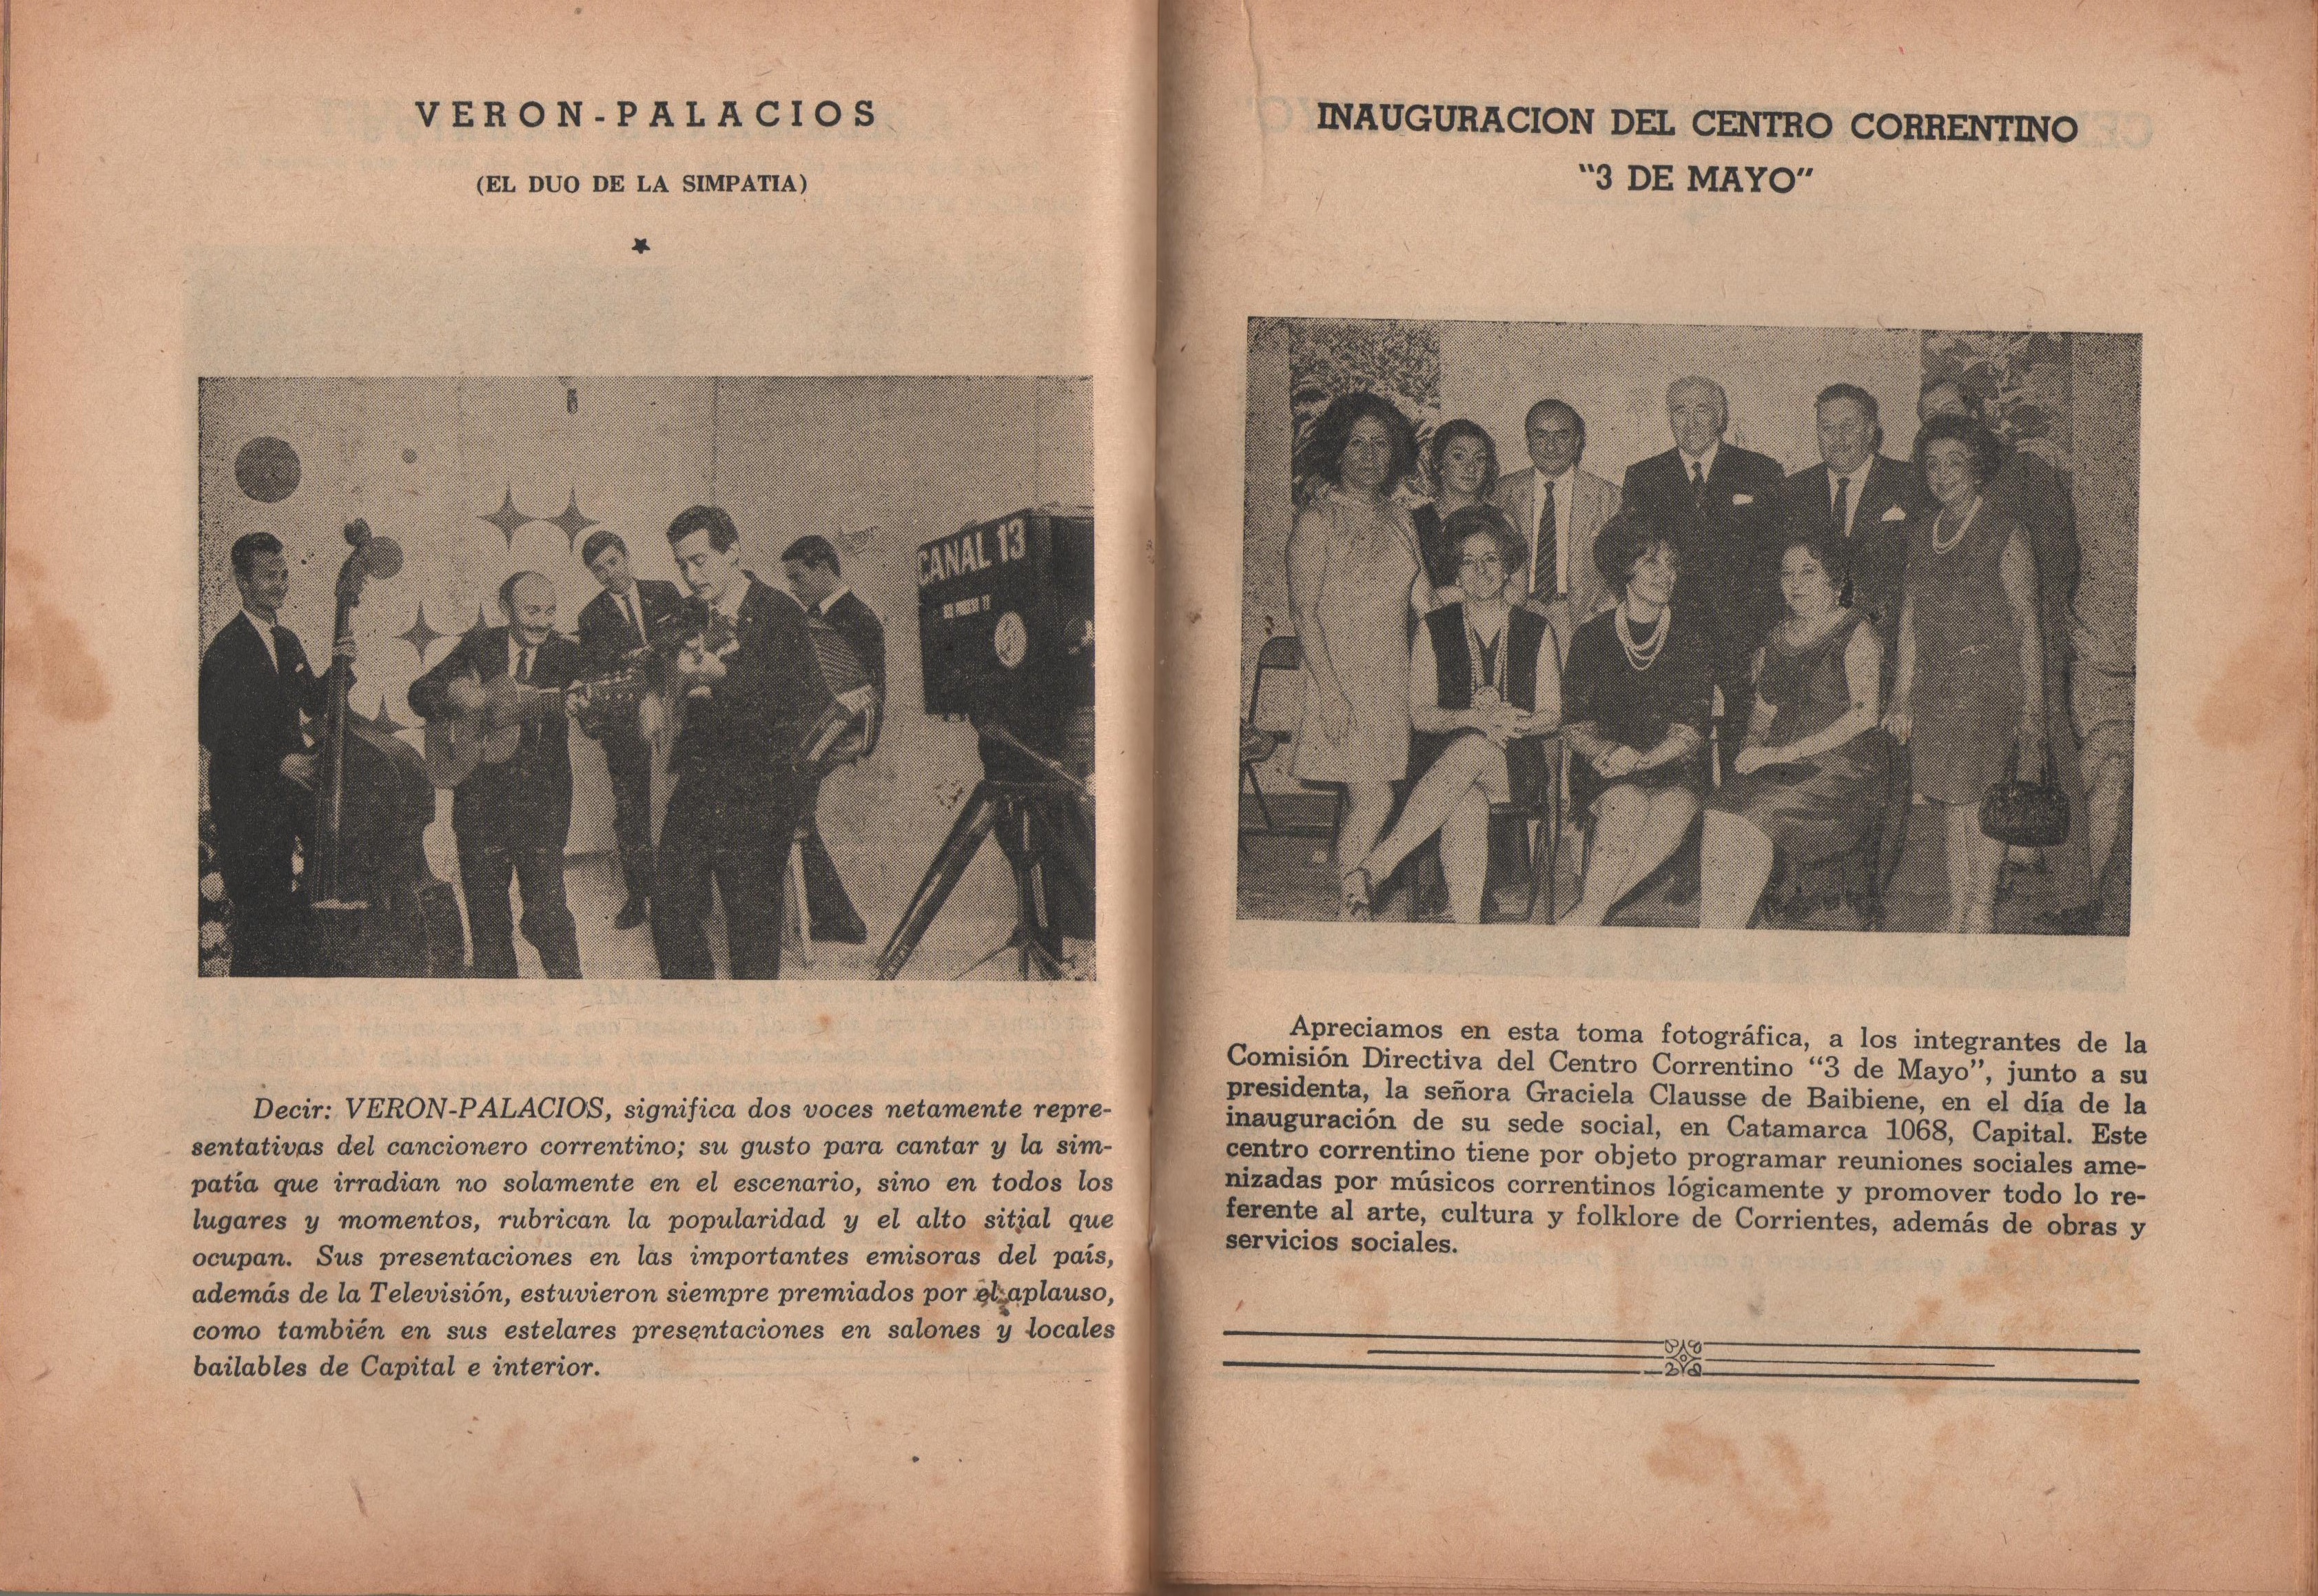 VERON-PALACIOS
(EL DUO DE LA SIMPATIA)
CANAL 13
Decir: VERON-PALACIOS, significa dos voces netamente repre-
sentativas del cancionero correntino; su gusto para cantar y la sim-
patía que irradian no solamente en el escenario, sino en todos los
lugares y momentos, rubrican la popularidad y el alto sitial que
ocupan. Sus presentaciones en las importantes emisoras del país,
además de la Televisión, estuvieron siempre premiados por el aplauso,
como también en sus estelares presentaciones en salones y locales
bailables de Capital e interior.
INAUGURACION DEL CENTRO CORRENTINO
"3 DE MAYO"
Apreciamos en esta toma fotográfica, a los integrantes de la
Comisión Directiva del Centro Correntino "3 de Mayo", junto a su
presidenta, la señora Graciela Clausse de Baibiene, en el día de la
inauguración de su sede social, en Catamarca 1068, Capital. Este
centro correntino tiene por objeto programar reuniones sociales ame-
nizadas por músicos correntinos lógicamente y promover todo lo re-
ferente al arte, cultura y folklore de Corrientes, además de obras y
servicios sociales.